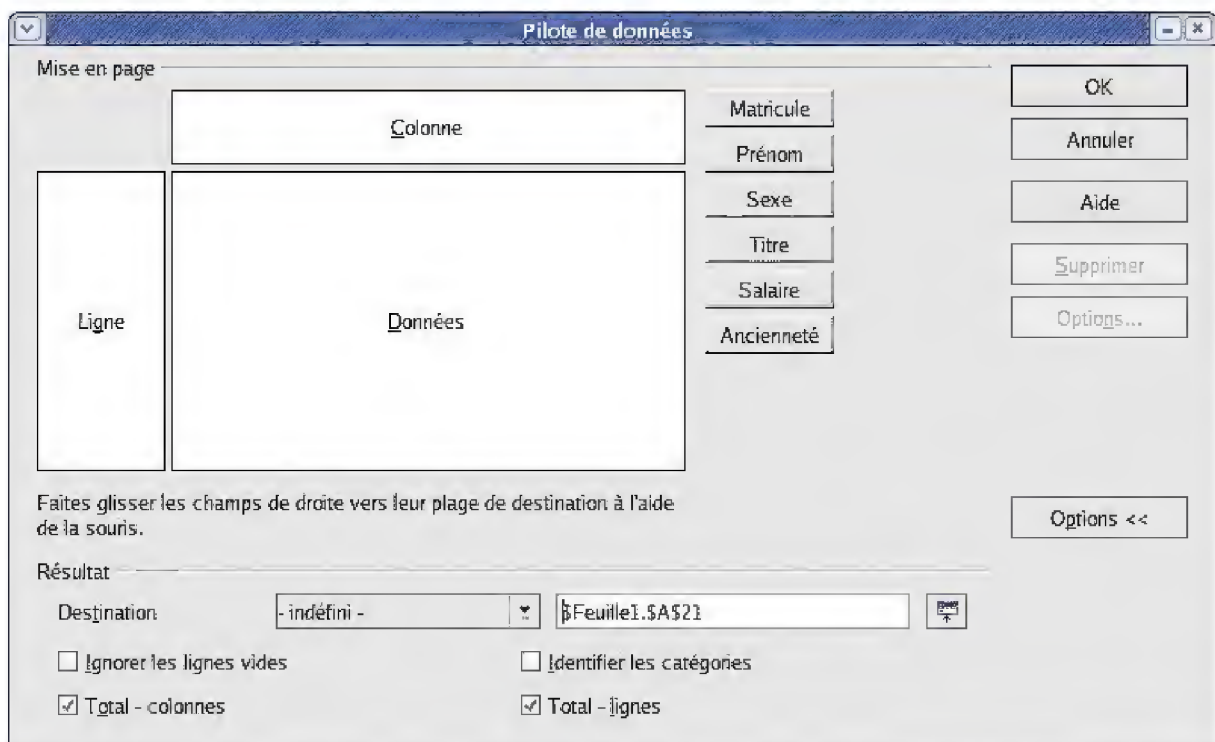 Pilote de données
Mise en page
Colonne
Ligne
Données
Matricule
Prénom
Sexe
Titre
Salaire
Ancienneté
OK
Annuler
Aide
Supprimer
Options...
Faites glisser les champs de droite vers leur plage de destination à l'aide
de la souris.
Options <<
Résultat
Destination
- indéfini -
$Feuille1.$A$21
Ignorer les lignes vides
Identifier les catégories
Total - colonnes
Total - lignes